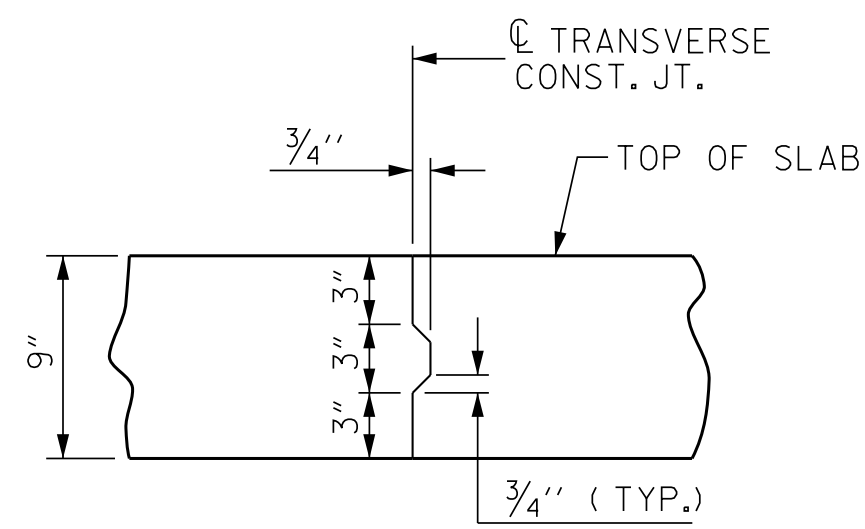 ℄ TRANSVERSE
CONST. JT.
3/4''
TOP OF SLAB
3"
9"
3"
3"
3/4'' (TYP.)